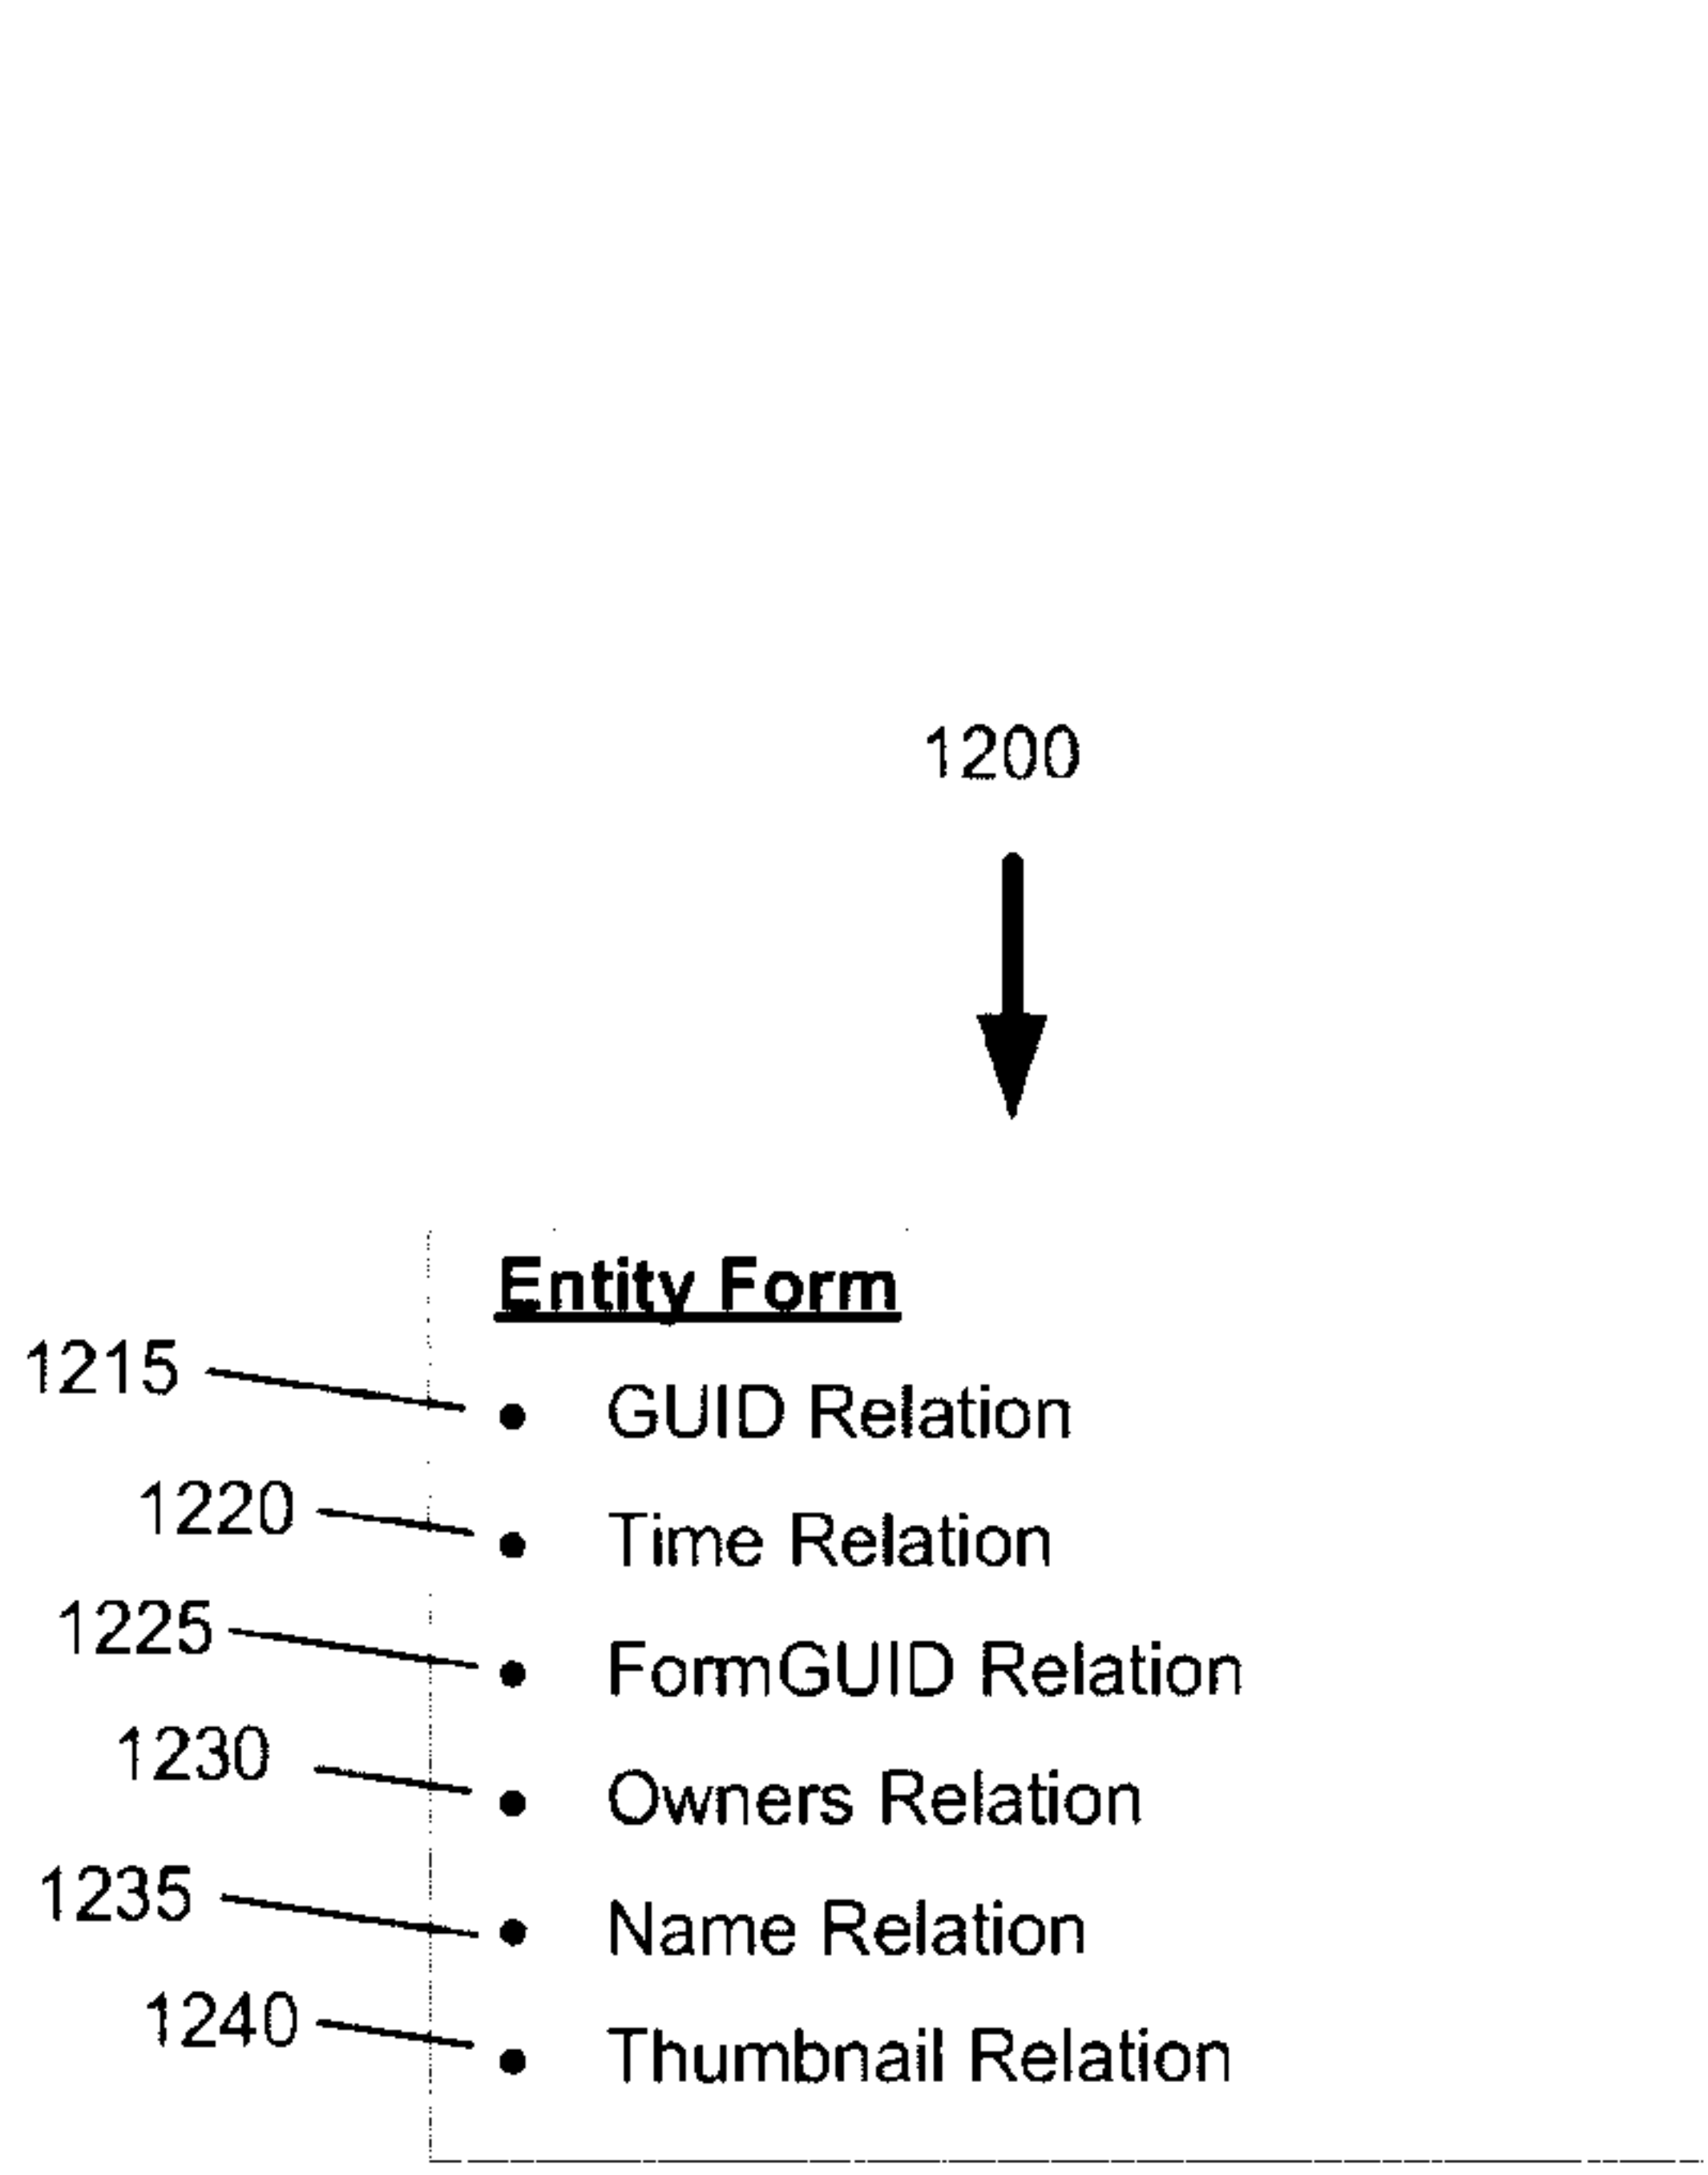 1200
Entity Form
1215 • GUID Relation
1220 • Time Relation
1225 • FormGUID Relation
1230 • Owners Relation
1235 • Name Relation
1240 • Thumbnail Relation